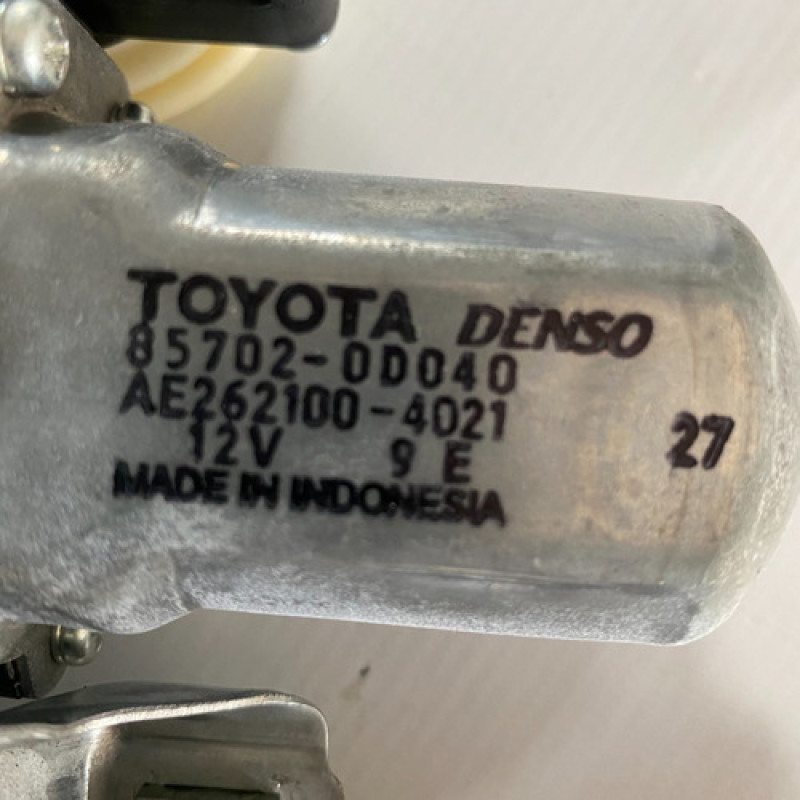 TOYOTA DENSO
85702-0D040
AE262100-4021
12V 9 E
27
MADE IN INDONESIA